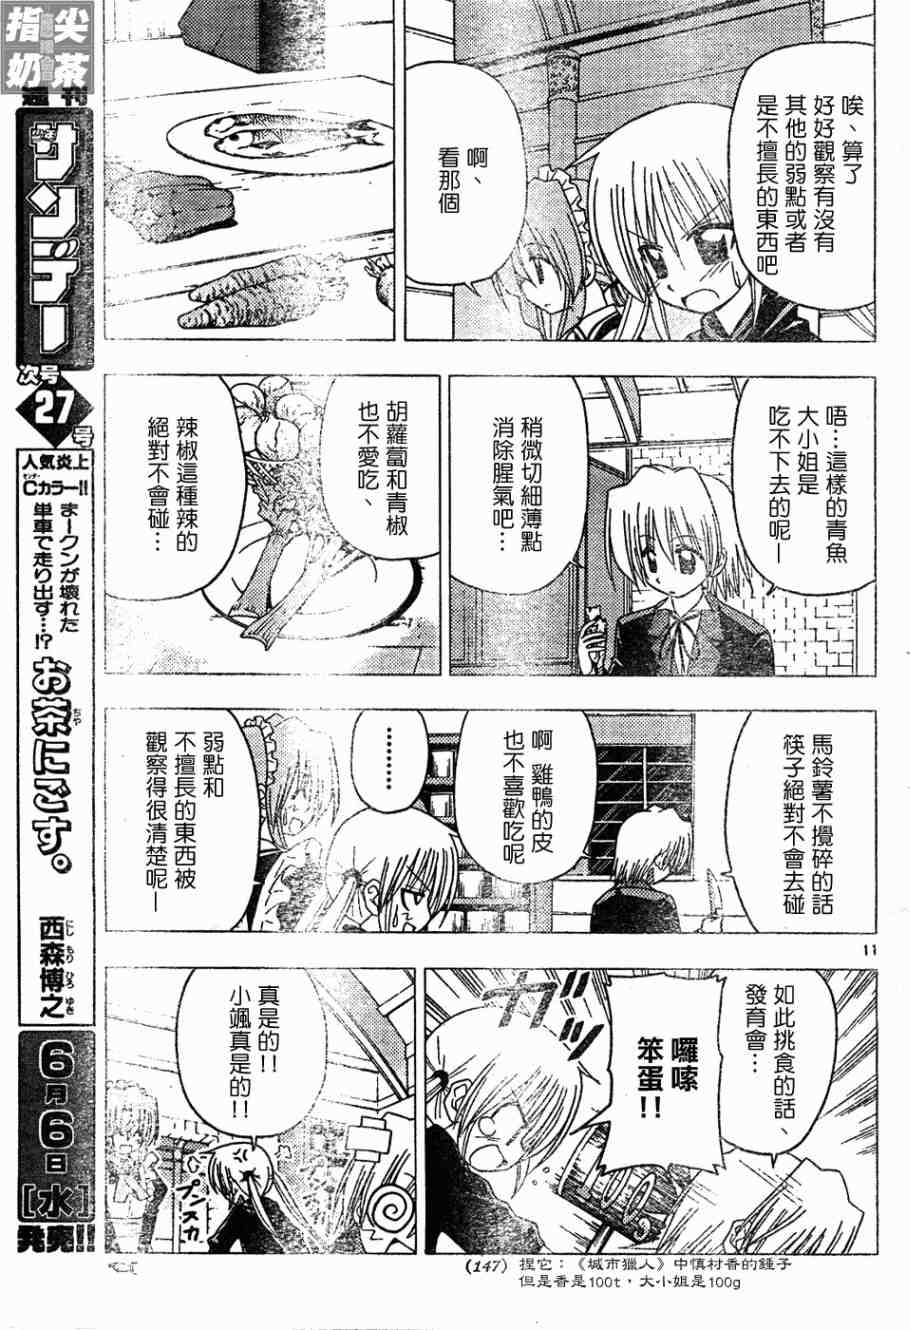 指尖
奶茶
週刊
サンデー
次号
27
号
人気炎上
Cカラー!!
まークンが壊れた
単車で走り出す…!?
お茶にごす。
西森博之
6月6日[水]
発売!!
唉、算了
好好觀察有沒有
其他的弱點或者
是不擅長的東西吧
啊、
看那個
唔…這樣的青魚
大小姐是
吃不下去的呢ー
稍微切細薄點
消除腥氣吧…
胡蘿蔔和青椒
也不愛吃、
辣椒這種辣的
絕對不會碰…
馬鈴薯不攪碎的話
筷子絕對不會去碰
啊 雞鴨的皮
也不喜歡吃呢
………
弱點和
不擅長的東西被
觀察得很清楚呢ー
11
如此挑食的話、
發育會…
囉嗦
笨蛋!!
真是的!!
小颯真是的!!
プンスカ
(147)
捏它：《城市獵人》中慎村香的錘子
但是香是100t，大小姐是100g